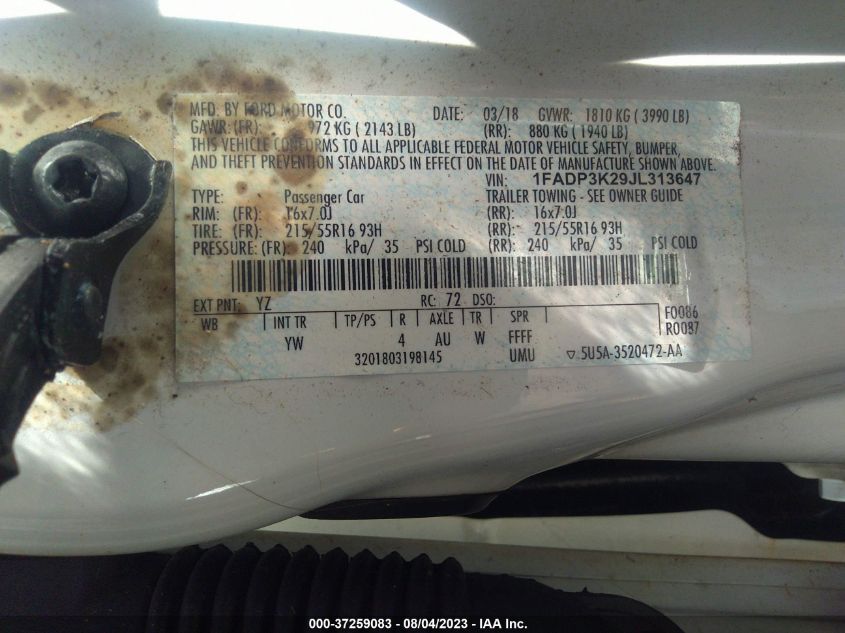 MFD. BY FORD MOTOR CO. DATE: 03/18 GVWR: 1810 KG ( 3990 LB)
GAWR: (FR): 972 KG ( 2143 LB) (RR): 880 KG ( 1940 LB)
THIS VEHICLE CONFORMS TO ALL APPLICABLE FEDERAL MOTOR VEHICLE SAFETY, BUMPER,
AND THEFT PREVENTION STANDARDS IN EFFECT ON THE DATE OF MANUFACTURE SHOWN ABOVE.
VIN: 1FADP3K29JL313647
TYPE: Passenger Car TRAILER TOWING - SEE OWNER GUIDE
RIM: (FR): 16x7.0J (RR): 16x7.0J
TIRE: (FR): 215/55R16 93H (RR): 215/55R16 93H
PRESSURE: (FR): 240 kPa/ 35 PSI COLD (RR): 240 kPa/ 35 PSI COLD
EXT PNT: YZ RC: 72 DSO:
WB INT TR TP/PS R AXLE TR SPR F0086
YW 4 AU W FFFF R0087
3201803198145 UMU ▽ 5U5A-3520472-AA
000-37259083 - 08/04/2023 - IAA Inc.